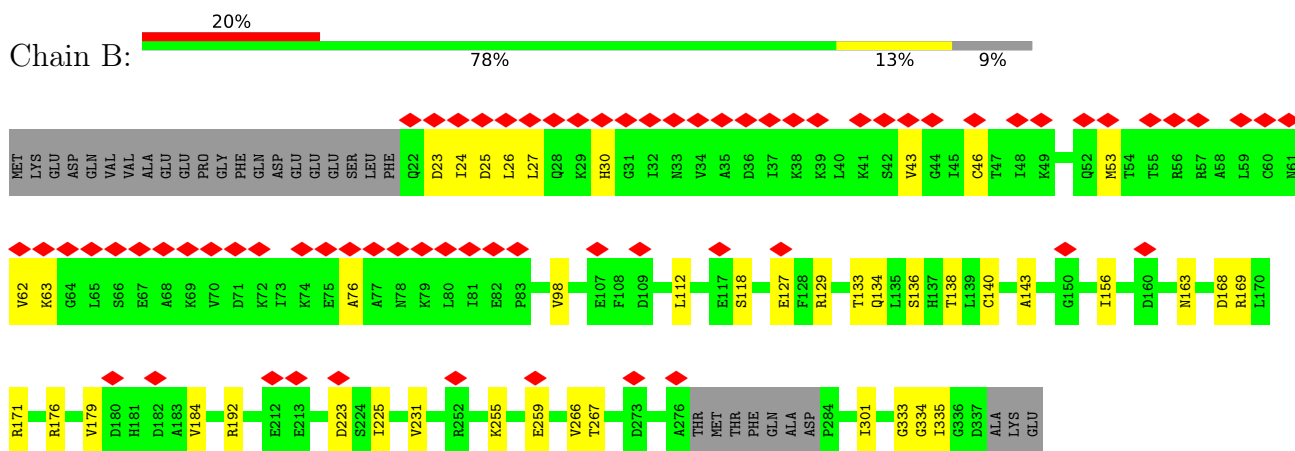 20%
Chain B:
78% 13% 9%
MET LYS GLU ASP GLN VAL VAL ALA GLU GLU PRO GLY PHE GLN ASP GLU GLU GLU SER LEU PHE Q22 D23 I24 D25 L26 L27 Q28 K29 H30 G31 I32 N33 V34 A35 D36 I37 K38 K39 L40 K41 S42 V43 G44 I45 C46 T47 I48 K49 Q52 M53 T54 T55 R56 R57 A58 L59 C60 N61
V62 K63 G64 L65 S66 E67 A68 K69 V70 D71 K72 I73 K74 E75 A76 A77 N78 K79 L80 I81 E82 P83 V98 E107 F108 D109 L112 E117 S118 E127 F128 R129 T133 Q134 L135 S136 H137 T138 L139 C140 A143 G150 I156 D160 N163 D168 R169 L170
R171 R176 V179 D180 H181 D182 A183 V184 R192 E212 E213 D223 S224 I225 V231 R252 K255 E259 V266 T267 D273 A276 THR MET THR PHE GLN ALA ASP P284 I301 G333 G334 I335 G336 D337 ALA LYS GLU